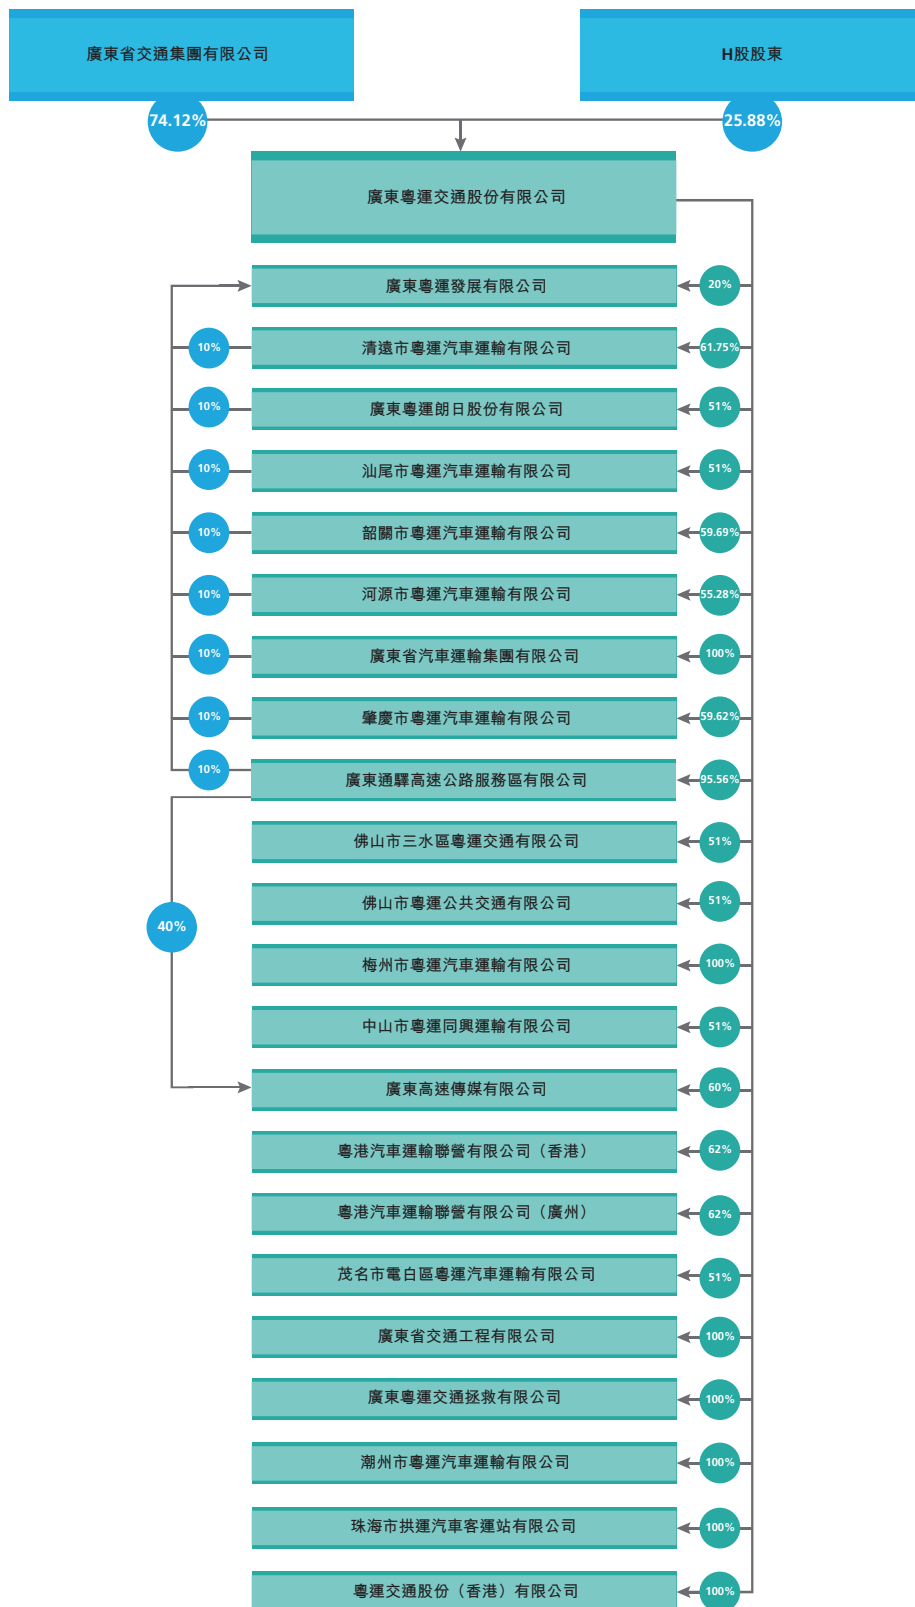 廣東省交通集團有限公司
H股股東
74.12%
25.88%
廣東粵運交通股份有限公司
廣東粵運發展有限公司
20%
10%
清遠市粵運汽車運輸有限公司
61.75%
10%
廣東粵運朗日股份有限公司
51%
10%
汕尾市粵運汽車運輸有限公司
51%
10%
韶關市粵運汽車運輸有限公司
59.69%
10%
河源市粵運汽車運輸有限公司
55.28%
10%
廣東省汽車運輸集團有限公司
100%
10%
肇慶市粵運汽車運輸有限公司
59.62%
10%
廣東通驛高速公路服務區有限公司
95.56%
佛山市三水區粵運交通有限公司
51%
佛山市粵運公共交通有限公司
51%
40%
梅州市粵運汽車運輸有限公司
100%
中山市粵運同興運輸有限公司
51%
廣東高速傳媒有限公司
60%
粵港汽車運輸聯營有限公司（香港）
62%
粵港汽車運輸聯營有限公司（廣州）
62%
茂名市電白區粵運汽車運輸有限公司
51%
廣東省交通工程有限公司
100%
廣東粵運交通拯救有限公司
100%
潮州市粵運汽車運輸有限公司
100%
珠海市拱運汽車客運站有限公司
100%
粵運交通股份（香港）有限公司
100%